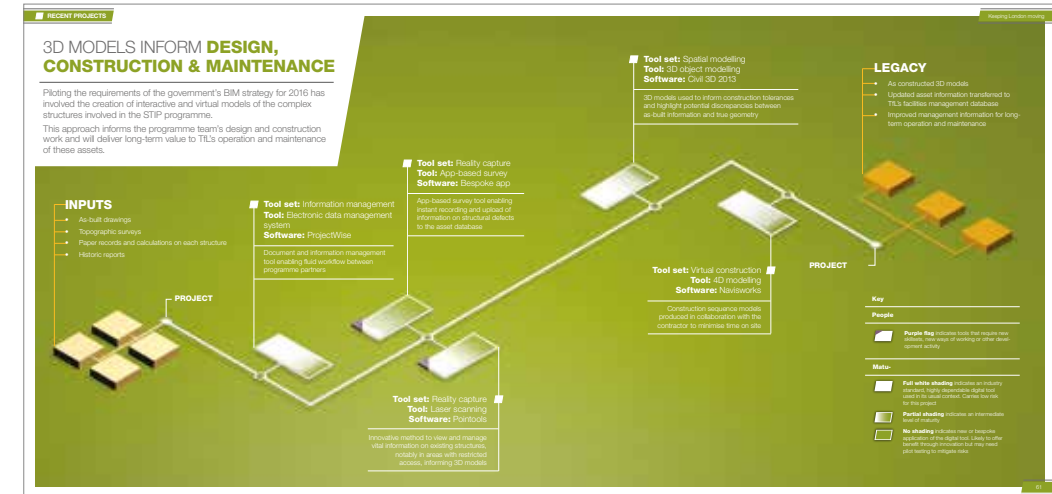 RECENT PROJECTS
Keeping London moving
3D MODELS INFORM DESIGN,
CONSTRUCTION & MAINTENANCE
Piloting the requirements of the government's BIM strategy for 2016 has
involved the creation of interactive and virtual models of the complex
structures involved in the STIP programme.
This approach informs the programme team's design and construction
work and will deliver long-term value to TfL's operation and maintenance
of these assets.
INPUTS
As-built drawings
Topographic surveys
Paper records and calculations on each structure
Historic reports
PROJECT
Tool set: Information management
Tool: Electronic data management
system
Software: ProjectWise
Document and information management
tool enabling fluid workflow between
programme partners
Tool set: Reality capture
Tool: App-based survey
Software: Bespoke app
App-based survey tool enabling
instant recording and upload of
information on structural defects
to the asset database
Tool set: Reality capture
Tool: Laser scanning
Software: Pointools
Innovative method to view and manage
vital information on existing structures,
notably in areas with restricted
access, informing 3D models
Tool set: Spatial modelling
Tool: 3D object modelling
Software: Civil 3D 2013
3D models used to inform construction tolerances
and highlight potential discrepancies between
as-built information and true geometry
Tool set: Virtual construction
Tool: 4D modelling
Software: Navisworks
Construction sequence models
produced in collaboration with the
contractor to minimise time on site
PROJECT
LEGACY
As constructed 3D models
Updated asset information transferred to
TfL's facilities management database
Improved management information for long-
term operation and maintenance
Key
People
Purple flag indicates tools that require new
skillsets, new ways of working or other devel-
opment activity
Matu-
Full white shading indicates an industry
standard, highly dependable digital tool
used in its usual context. Carries low risk
for this project
Partial shading indicates an intermediate
level of maturity
No shading indicates new or bespoke
application of the digital tool. Likely to offer
benefit through innovation but may need
pilot testing to mitigate risks
61